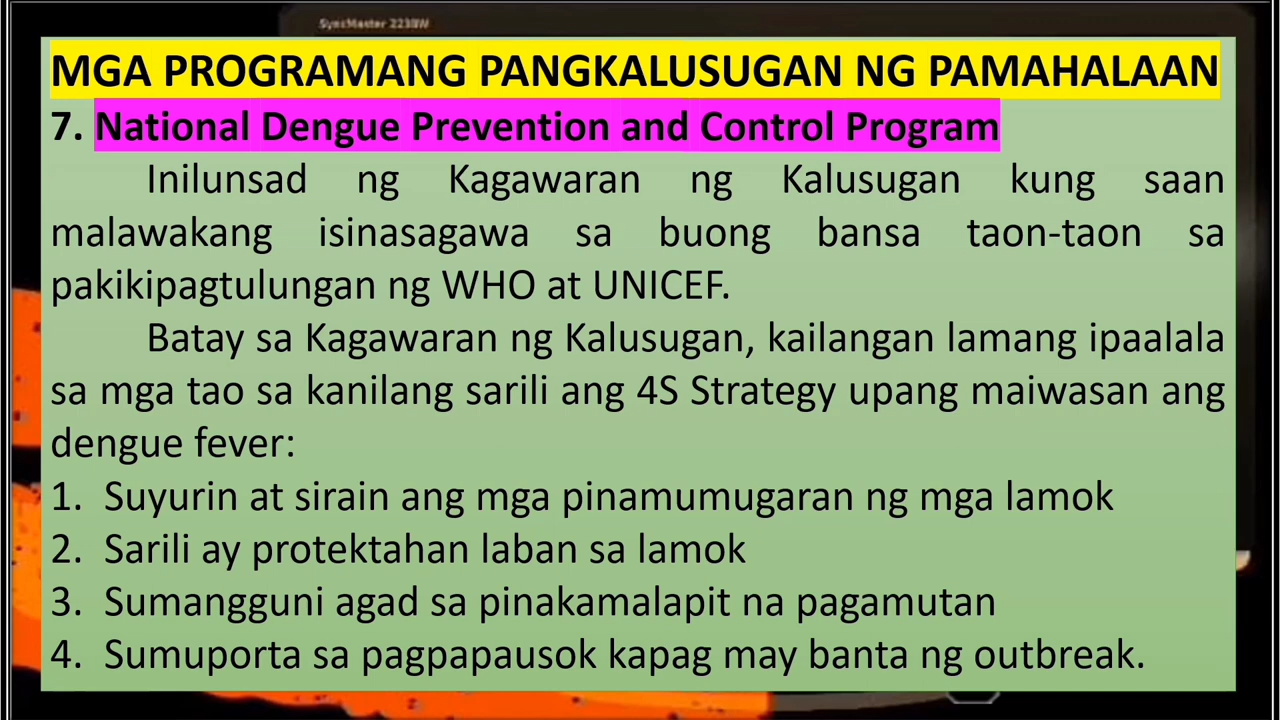 SyncMaster 2238W
MGA PROGRAMANG PANGKALUSUGAN NG PAMAHALAAN
7. National Dengue Prevention and Control Program
Inilunsad ng Kagawaran ng Kalusugan kung saan
malawakang isinasagawa sa buong bansa taon-taon sa
pakikipagtulungan ng WHO at UNICEF.
Batay sa Kagawaran ng Kalusugan, kailangan lamang ipaalala
sa mga tao sa kanilang sarili ang 4S Strategy upang maiwasan ang
dengue fever:
1. Suyurin at sirain ang mga pinamumugaran ng mga lamok
2. Sarili ay protektahan laban sa lamok
3. Sumangguni agad sa pinakamalapit na pagamutan
4. Sumuporta sa pagpapausok kapag may banta ng outbreak.